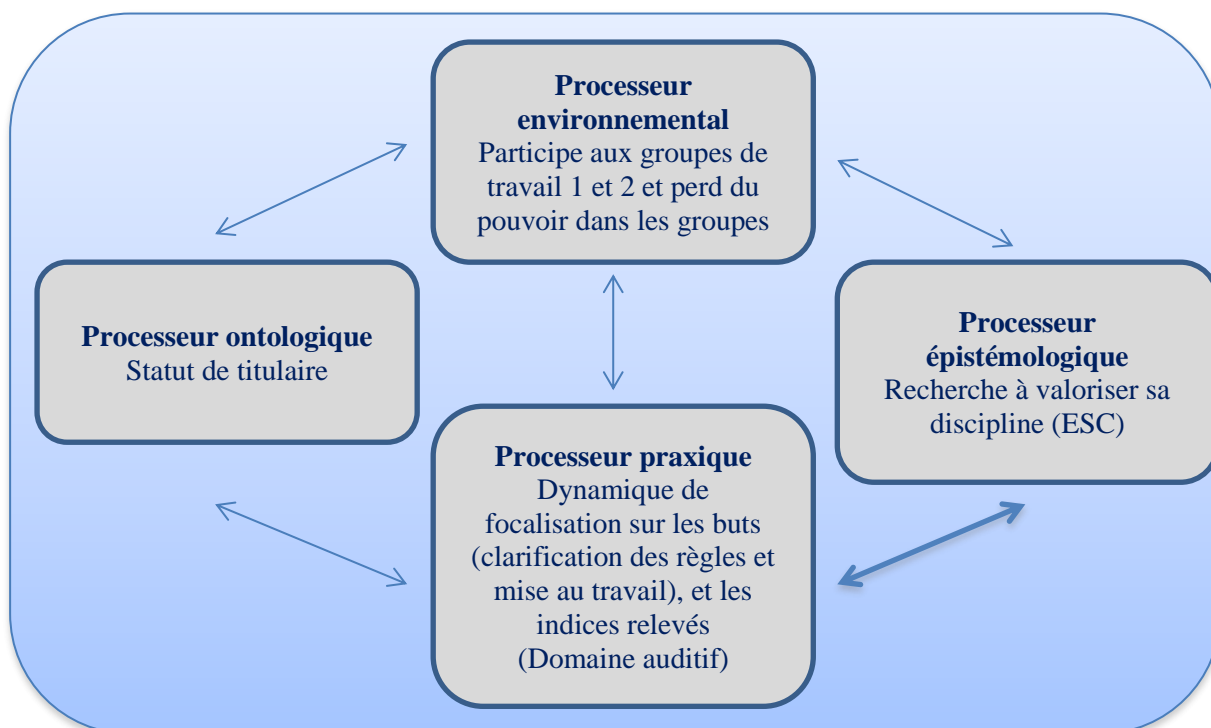 Processeur
environnemental
Participe aux groupes de
travail 1 et 2 et perd du
pouvoir dans les groupes
Processeur ontologique
Statut de titulaire
Processeur
épistémologique
Recherche à valoriser sa
discipline (ESC)
Processeur praxique
Dynamique de
focalisation sur les buts
(clarification des règles et
mise au travail), et les
indices relevés
(Domaine auditif)